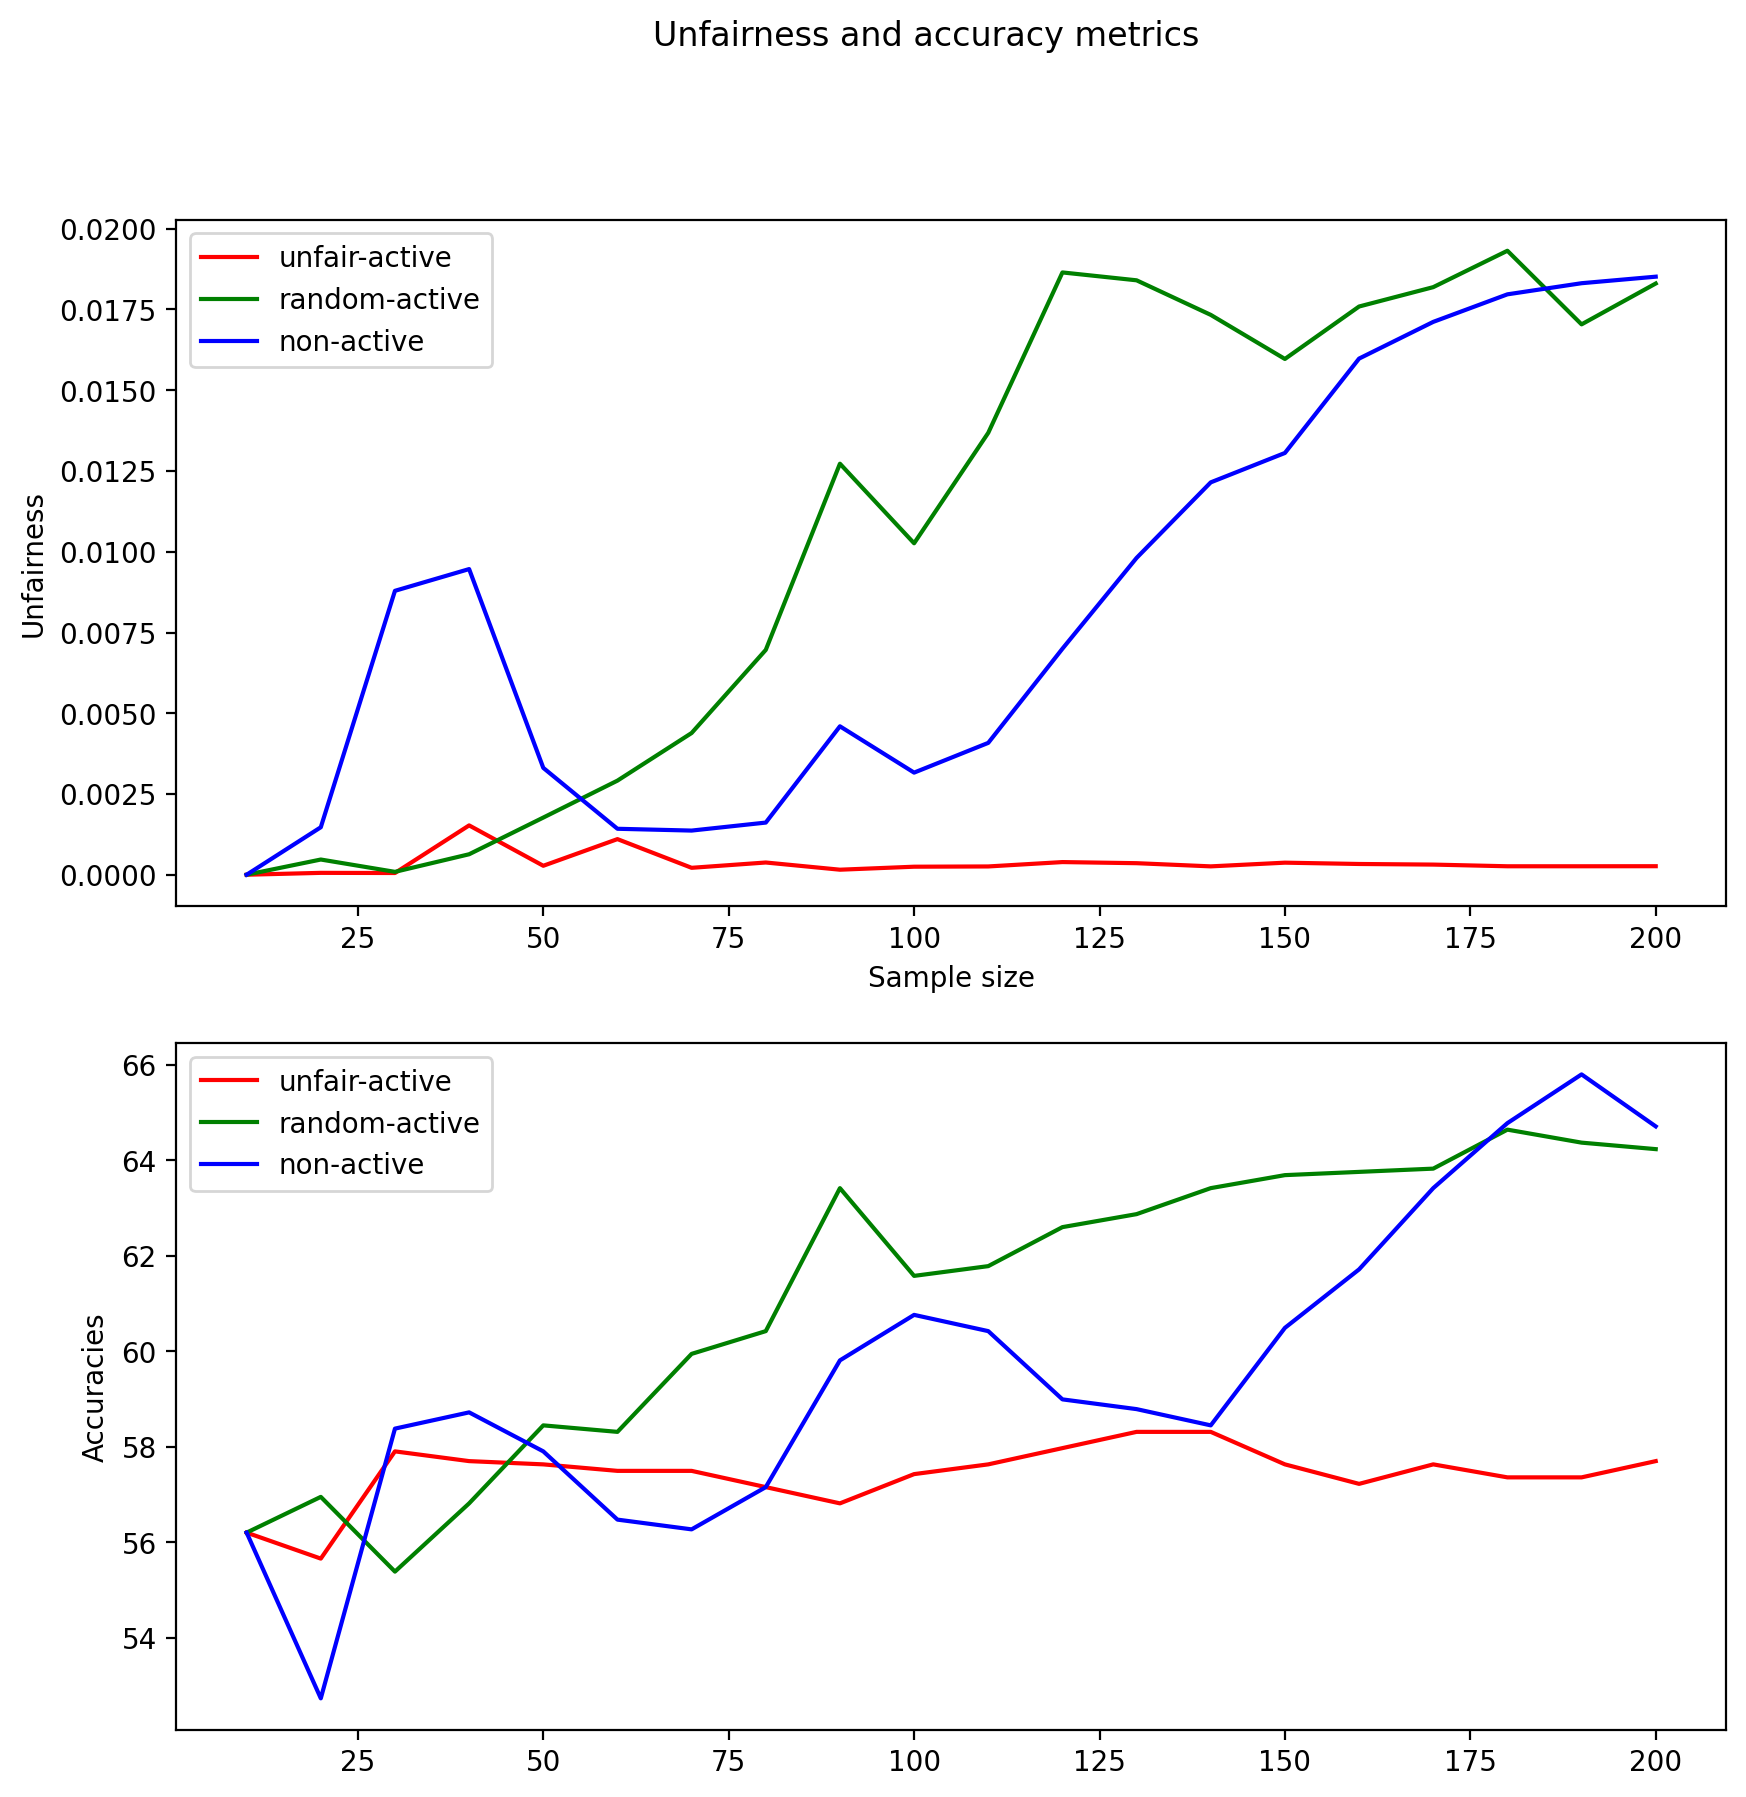 Unfairness and accuracy metrics
0.0200
0.0175
0.0150
0.0125
0.0100
0.0075
0.0050
0.0025
0.0000
Unfairness
unfair-active
random-active
non-active
25 50 75 100 125 150 175 200
Sample size
66
64
62
60
58
56
54
Accuracies
unfair-active
random-active
non-active
25 50 75 100 125 150 175 200